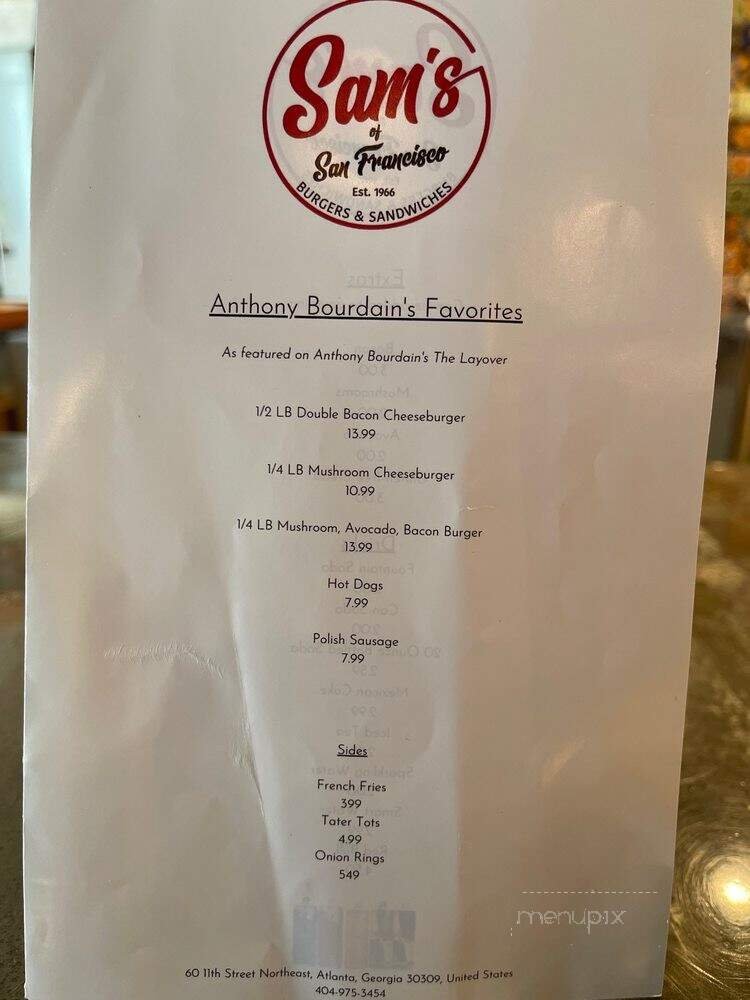 Sam's
of
San Francisco
Est. 1966
BURGERS & SANDWICHES
Anthony Bourdain's Favorites
As featured on Anthony Bourdain's The Layover
1/2 LB Double Bacon Cheeseburger
13.99
1/4 LB Mushroom Cheeseburger
10.99
1/4 LB Mushroom, Avocado, Bacon Burger
13.99
Hot Dogs
7.99
Polish Sausage
7.99
Sides
French Fries
399
Tater Tots
4.99
Onion Rings
549
menupix
60 11th Street Northeast, Atlanta, Georgia 30309, United States
404-975-3454